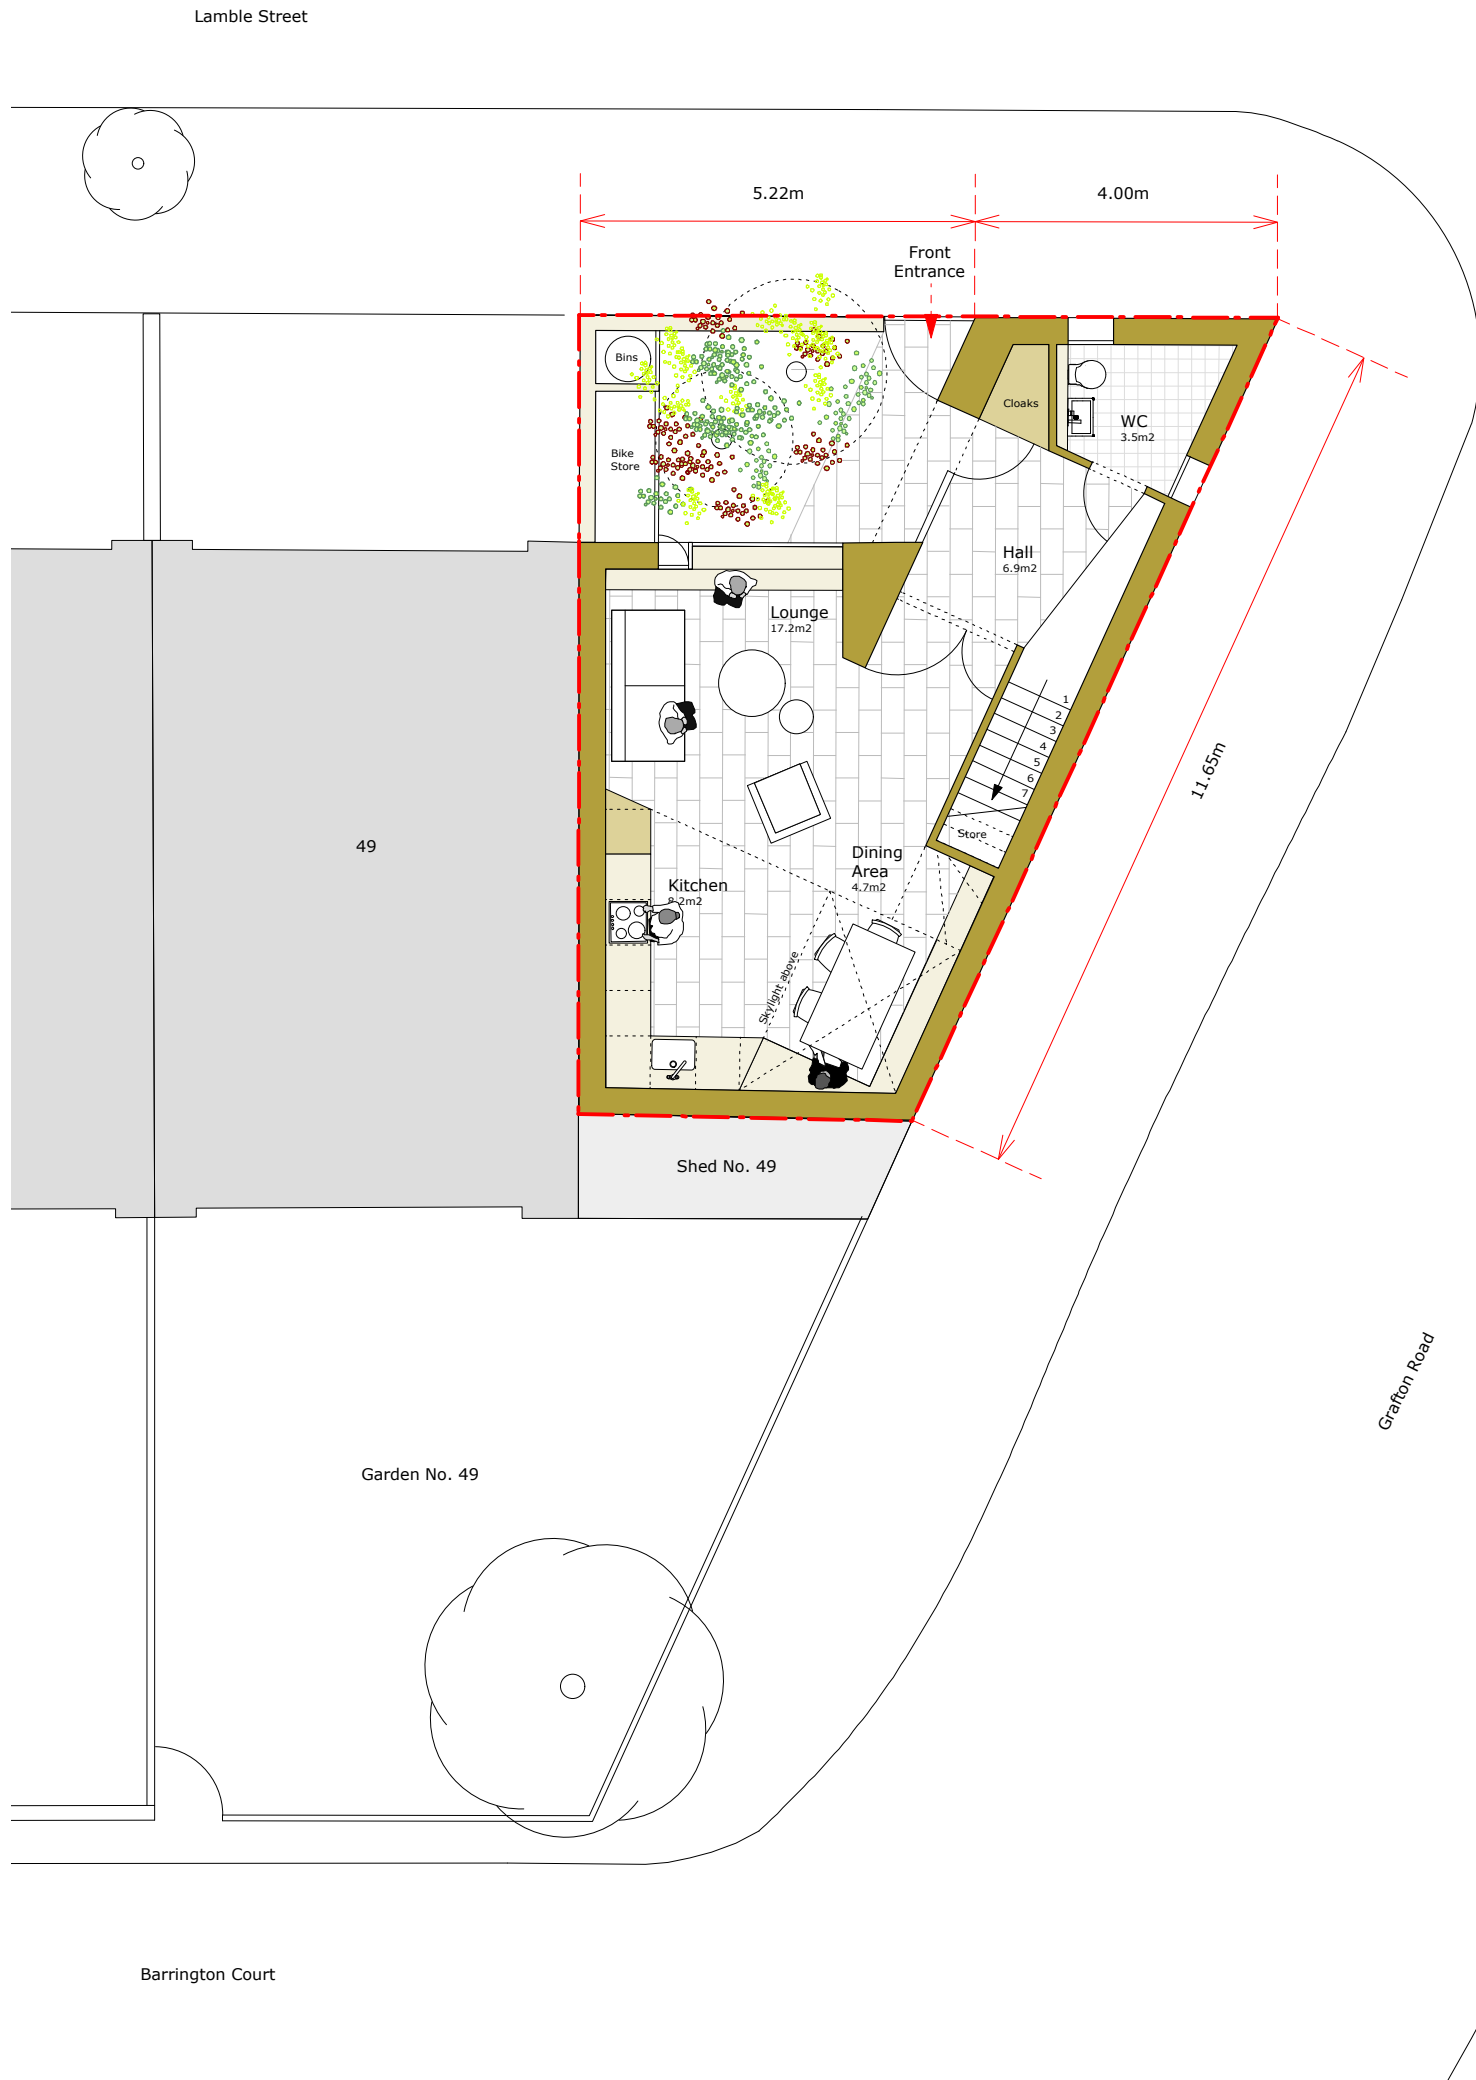 Lamble Street
5.22m
4.00m
Front
Entrance
Bins
Cloaks
WC
3.5m2
Bike
Store
Hall
6.9m2
Lounge
17.2m2
1
2
3
4
5
6
7
11.65m
Store
49
Dining
Area
4.7m2
Kitchen
8.2m2
Skylight above
Shed No. 49
Grafton Road
Garden No. 49
Barrington Court